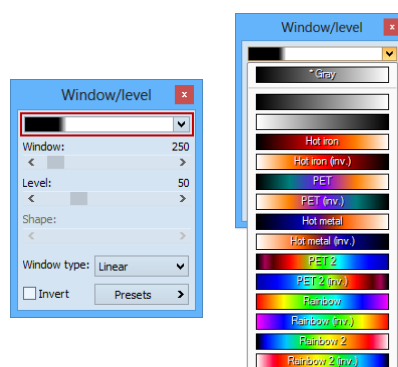 Window/level x
Window/level x
* Gray
Window: 250
< >
Level: 50
< >
Shape:
< >
Window type: Linear
Invert Presets >
Hot iron
Hot iron (inv.)
PET
PET (inv.)
Hot metal
Hot metal (inv.)
PET 2
PET 2 (inv.)
Rainbow
Rainbow (inv.)
Rainbow 2
Rainbow 2 (inv.)